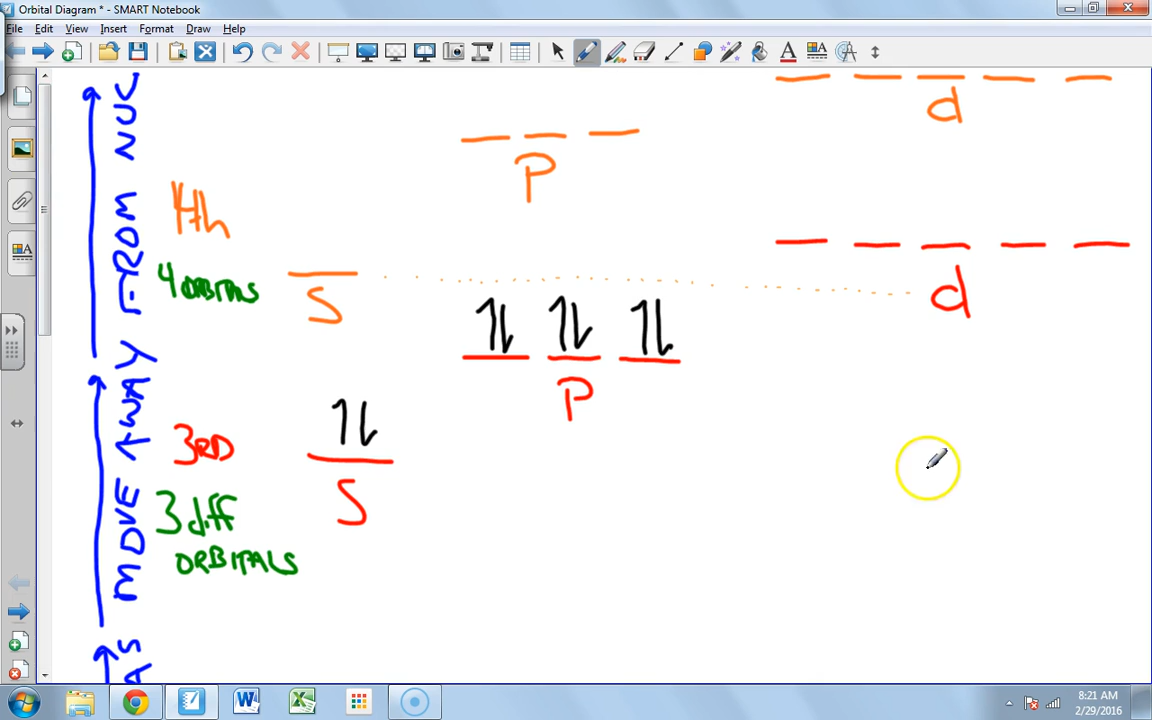 Orbital Diagram * - SMART Notebook
File Edit View Insert Format Draw Help
d
P
4th
4 ORBITALS
S
d
P
3RD
S
3 diff
ORBITALS
AS MOVE AWAY FROM NUC
8:21 AM
2/29/2016